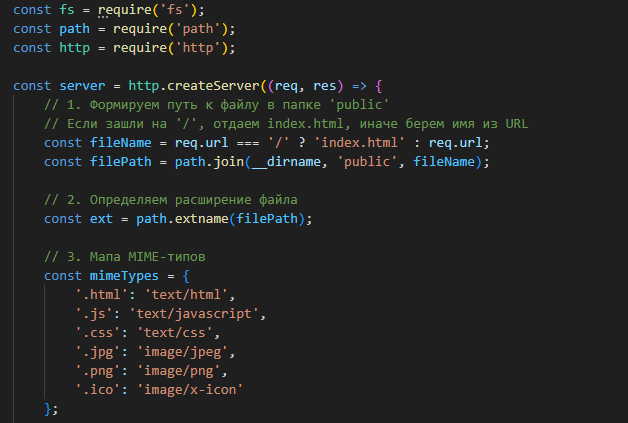 const fs = require('fs');
const path = require('path');
const http = require('http');
const server = http.createServer((req, res) => {
// 1. Формируем путь к файлу в папке 'public'
// Если зашли на '/', отдаем index.html, иначе берем имя из URL
const fileName = req.url === '/' ? 'index.html' : req.url;
const filePath = path.join(__dirname, 'public', fileName);
// 2. Определяем расширение файла
const ext = path.extname(filePath);
// 3. Мапа MIME-типов
const mimeTypes = {
'.html': 'text/html',
'.js': 'text/javascript',
'.css': 'text/css',
'.jpg': 'image/jpeg',
'.png': 'image/png',
'.ico': 'image/x-icon'
};